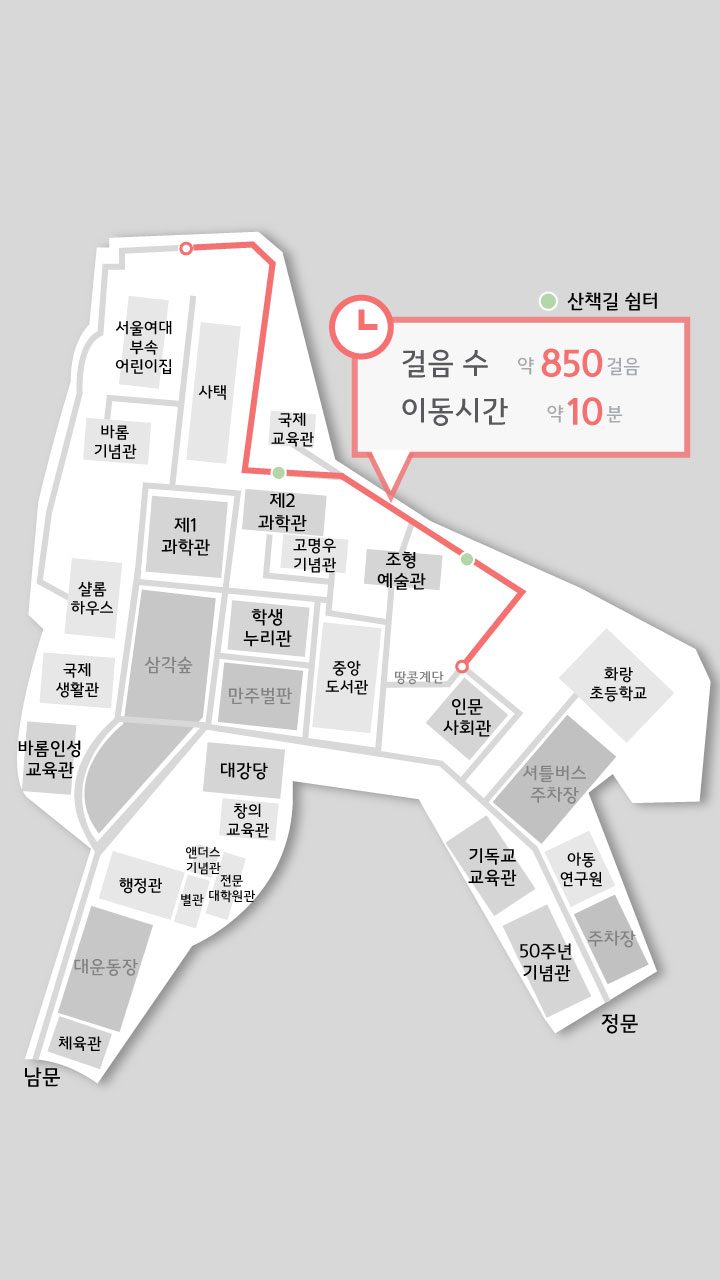 산책길 쉼터
걸음 수 약 850 걸음
이동시간 약 10 분
서울여대
부속
어린이집
사택
바롬
기념관
국제
교육관
제1
과학관
제2
과학관
고명우
기념관
조형
예술관
샬롬
하우스
학생
누리관
삼각숲
중앙
도서관
국제
생활관
만주벌판
땅콩계단
인문
사회관
화랑
초등학교
바롬인성
교육관
대강당
셔틀버스
주차장
창의
교육관
앤더스
기념관
행정관
별관
전문
대학원관
기독교
교육관
아동
연구원
대운동장
50주년
기념관
주차장
체육관
정문
남문